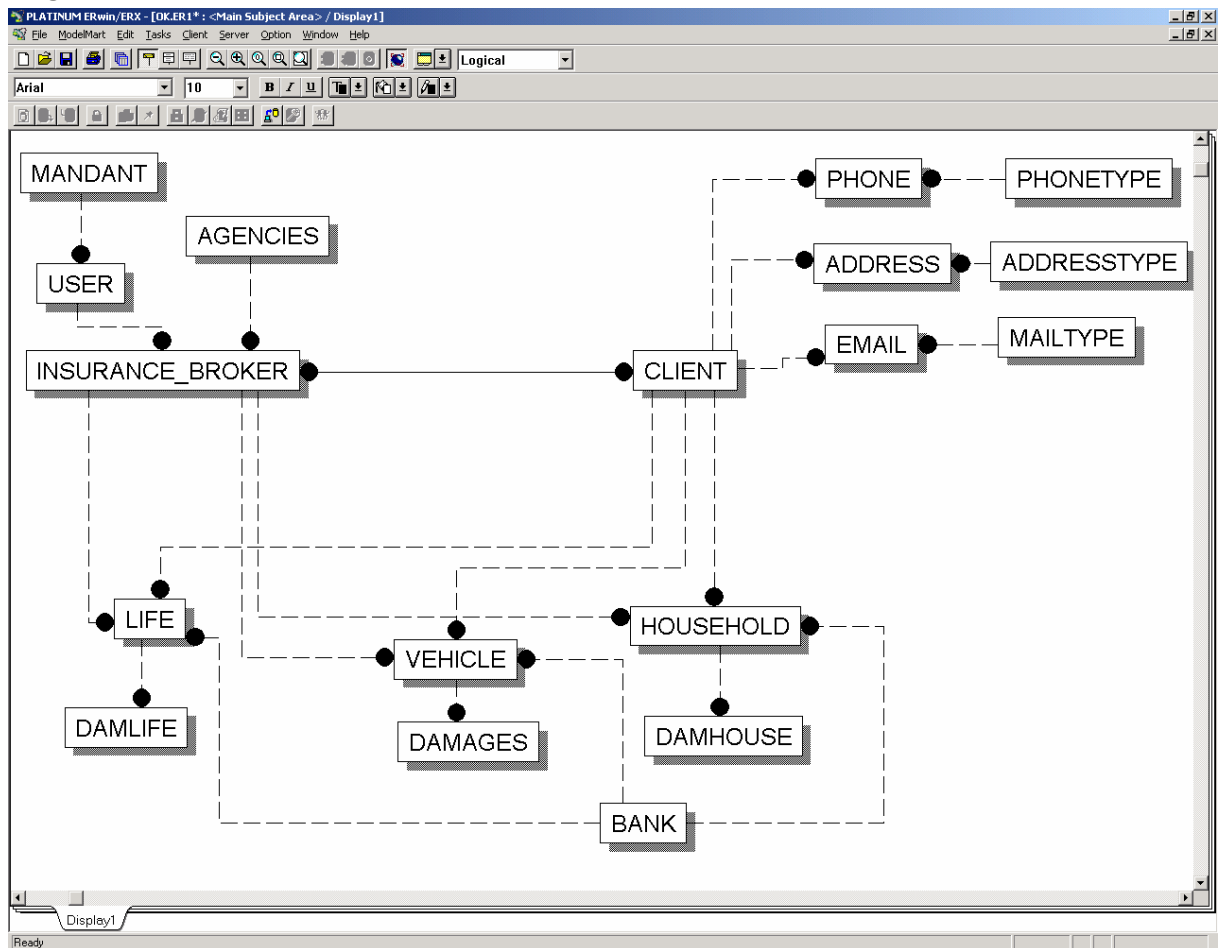 PLATINUM ERwin/ERX - [OK.ER1* : <Main Subject Area> / Display1]
File ModelMart Edit Tasks Client Server Option Window Help
Logical
Arial 10 B I U
MANDANT
PHONE PHONETYPE
AGENCIES
USER
ADDRESS ADDRESSTYPE
EMAIL MAILTYPE
INSURANCE_BROKER CLIENT
LIFE
HOUSEHOLD
VEHICLE
DAMLIFE
DAMAGES
DAMHOUSE
BANK
Display1
Ready